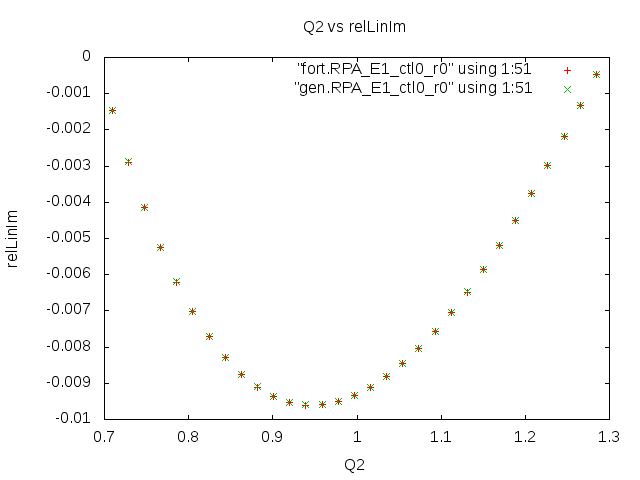 Q2 vs relLinIm
"fort.RPA_E1_ctl0_r0" using 1:51
"gen.RPA_E1_ctl0_r0" using 1:51
0
-0.001
-0.002
-0.003
-0.004
-0.005
-0.006
-0.007
-0.008
-0.009
-0.01
relLinIm
0.7 0.8 0.9 1 1.1 1.2 1.3
Q2